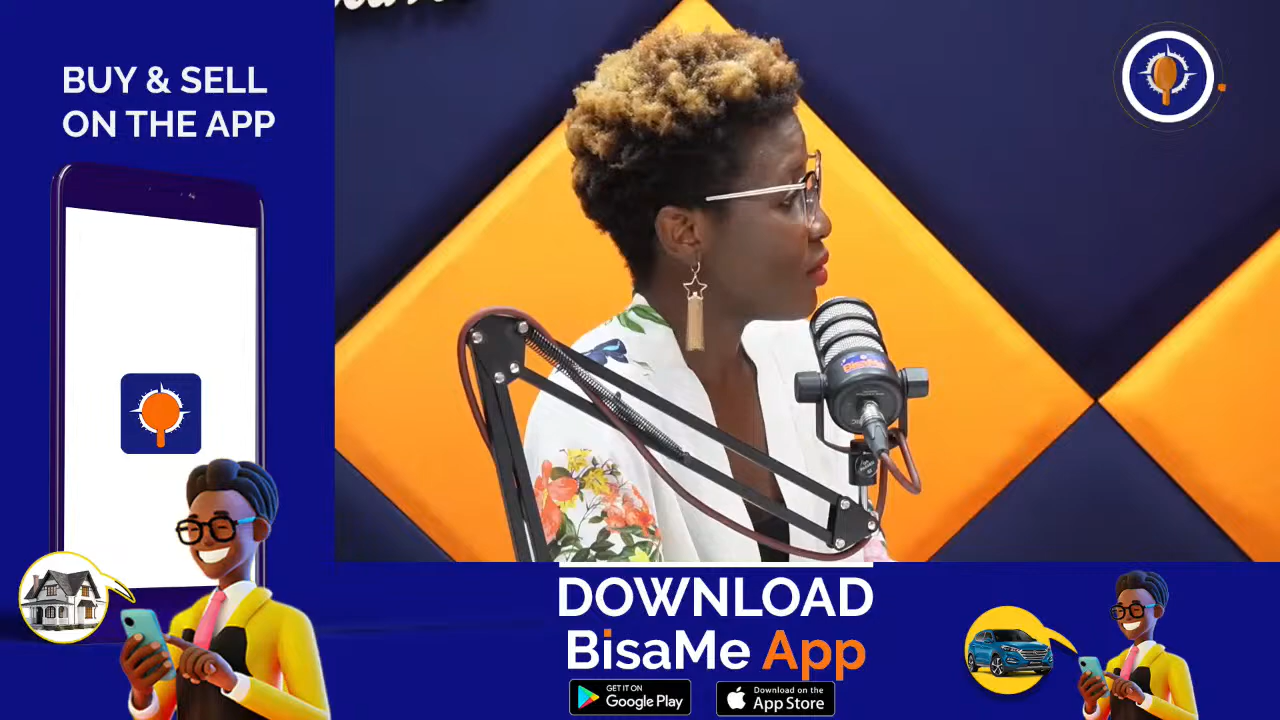 BUY & SELL
ON THE APP
DOWNLOAD
BisaMe App
GET IT ON
Google Play
Download on the
App Store